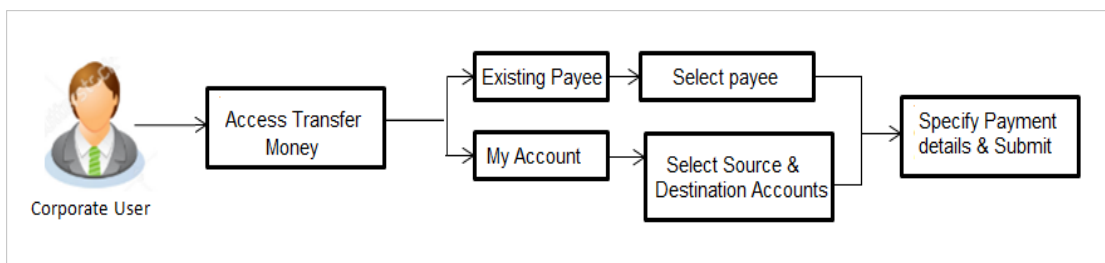 Corporate User
Access Transfer
Money
Existing Payee
Select payee
My Account
Select Source &
Destination Accounts
Specify Payment
details & Submit